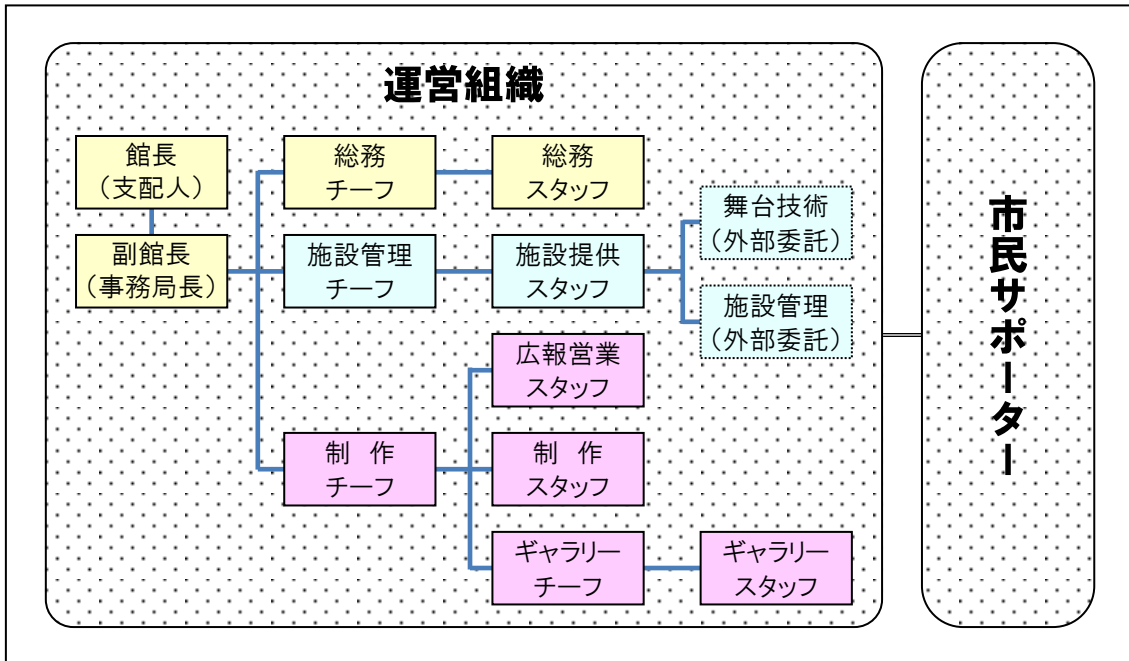 運営組織
館長
（支配人）
副館長
（事務局長）
総務
チーフ
総務
スタッフ
施設管理
チーフ
施設提供
スタッフ
舞台技術
（外部委託）
施設管理
（外部委託）
広報営業
スタッフ
制　作
チーフ
制　作
スタッフ
ギャラリー
チーフ
ギャラリー
スタッフ
市民サポーター